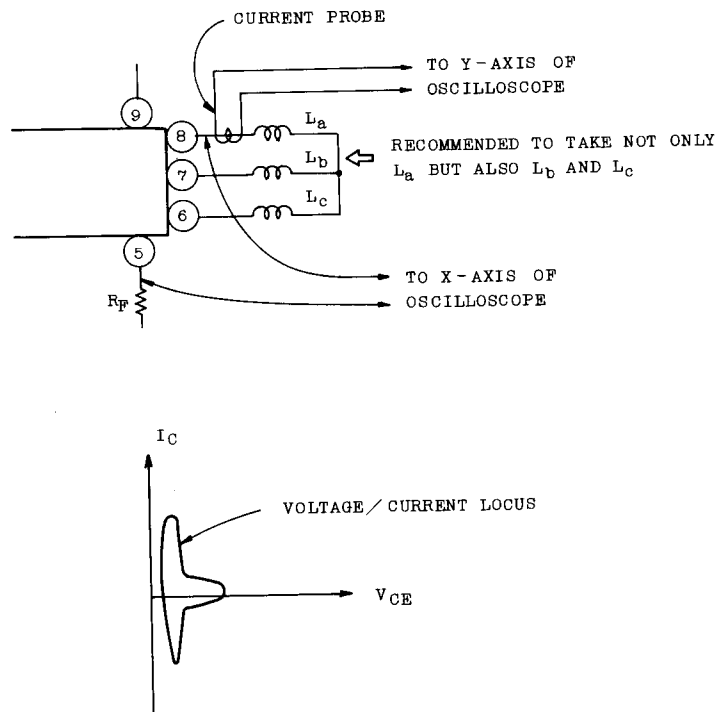 CURRENT PROBE
TO Y-AXIS OF
OSCILLOSCOPE
9
8
La
RECOMMENDED TO TAKE NOT ONLY
La BUT ALSO Lb AND Lc
7
Lb
6
Lc
5
TO X-AXIS OF
OSCILLOSCOPE
RF
IC
VOLTAGE/CURRENT LOCUS
VCE